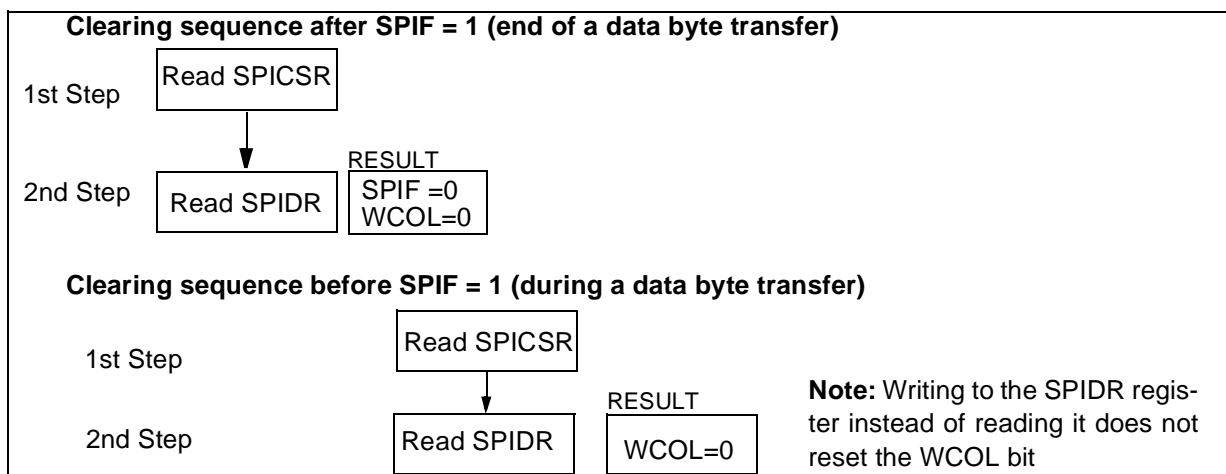 Clearing sequence after SPIF = 1 (end of a data byte transfer)
1st Step
Read SPICSR
2nd Step
Read SPIDR
RESULT
SPIF =0
WCOL=0
Clearing sequence before SPIF = 1 (during a data byte transfer)
1st Step
Read SPICSR
2nd Step
Read SPIDR
RESULT
WCOL=0
Note: Writing to the SPIDR regis-
ter instead of reading it does not
reset the WCOL bit